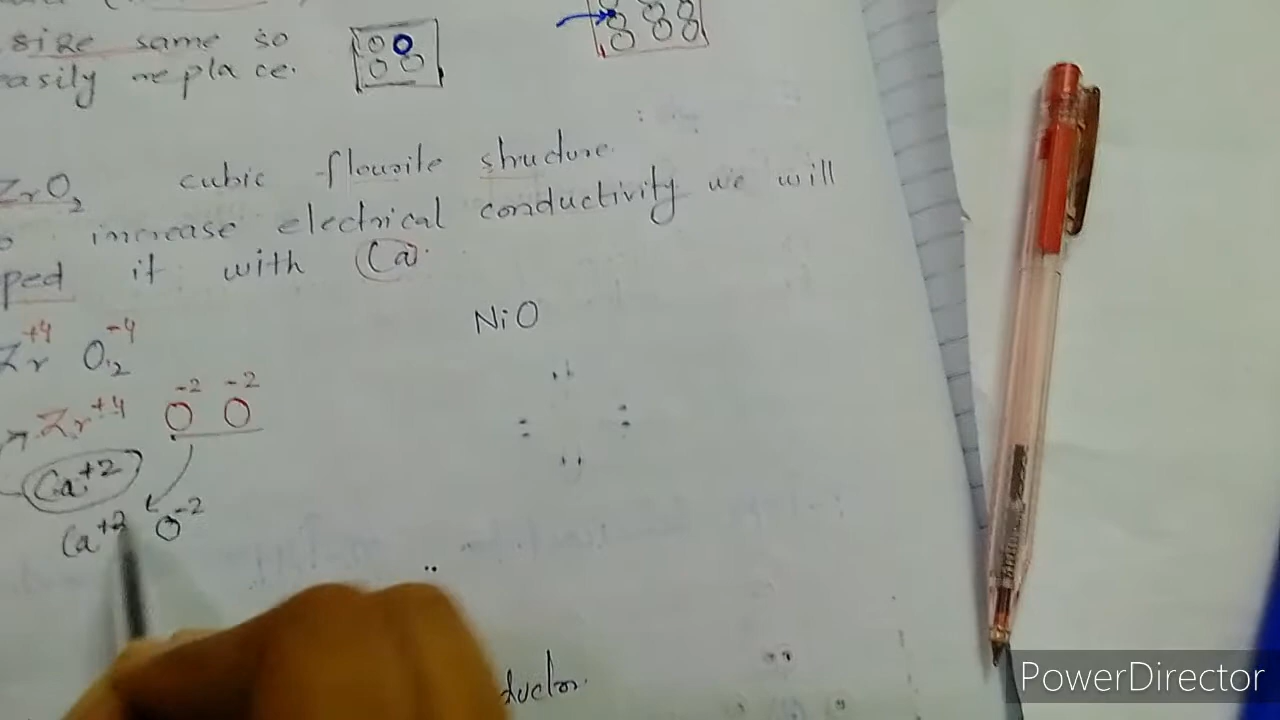 size same so
easily replace.
ZrO2 cubic flourite structure.
increase electrical conductivity we will
ped it with Ca.
NiO
Zr+4 O2-4
Zr+4 O-2 O-2
Ca+2
Ca+2 O-2
ductor.
PowerDirector